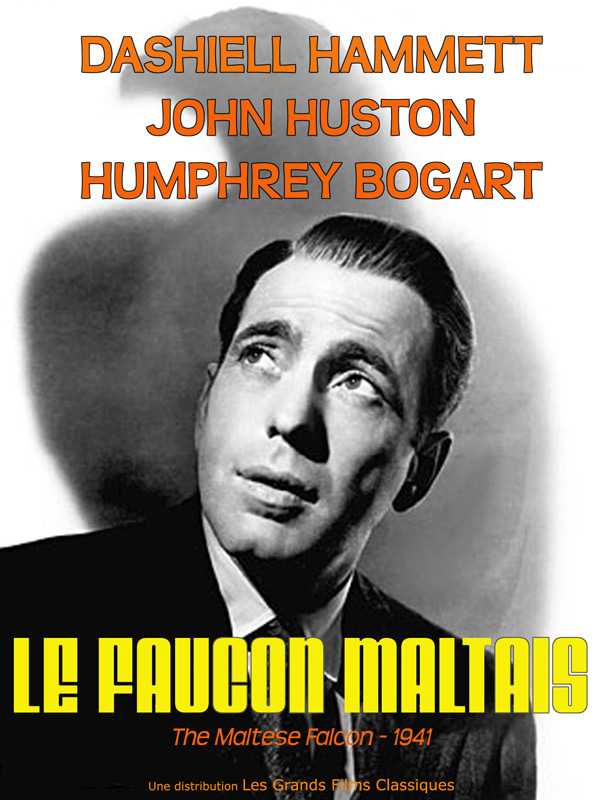 DASHIELL HAMMETT
JOHN HUSTON
HUMPHREY BOGART
LE FAUCON MALTAIS
The Maltese Falcon - 1941
Une distribution Les Grands Films Classiques